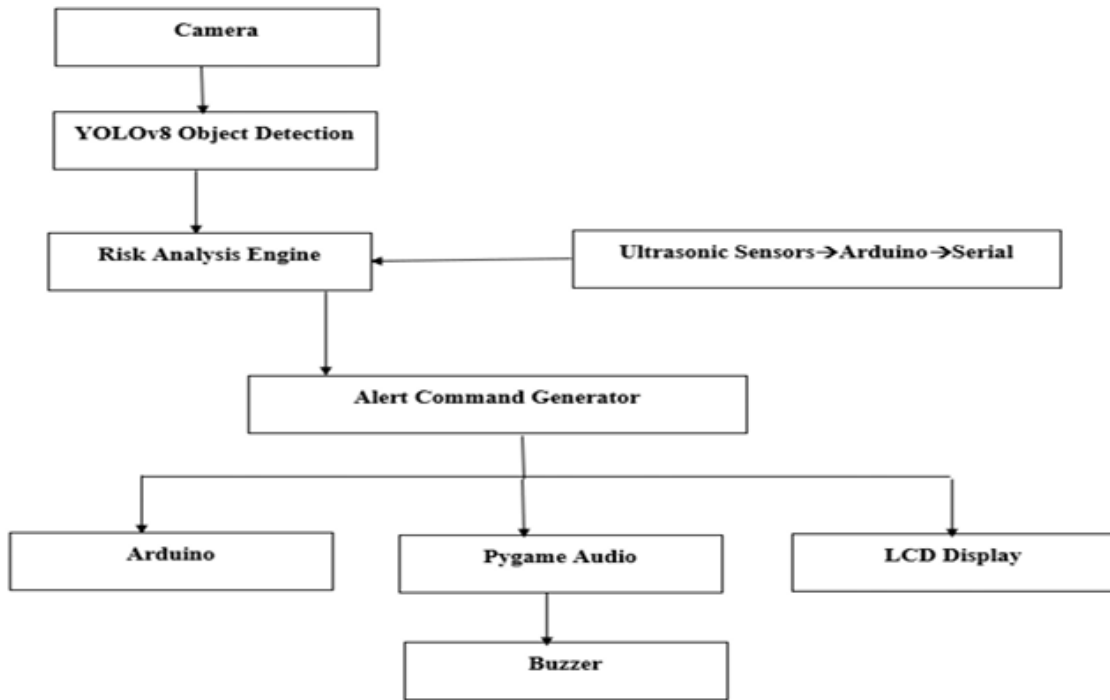 Camera
YOLOv8 Object Detection
Risk Analysis Engine
Ultrasonic Sensors→Arduino→Serial
Alert Command Generator
Arduino
Pygame Audio
LCD Display
Buzzer